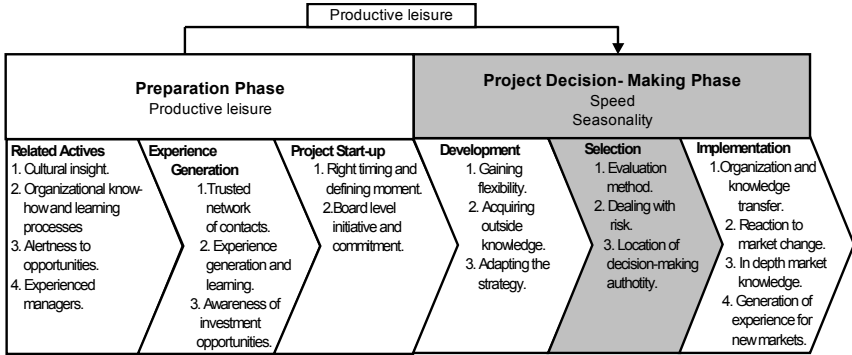 Productive leisure
Preparation Phase
Productive leisure
Project Decision- Making Phase
Speed
Seasonality
Related Actives
1. Cultural insight.
2. Organizational know-
how and learning
processes
3. Alertness to
opportunities.
4. Experienced
managers.
Experience
Generation
1.Trusted
network
of contacts.
2. Experience
generation and
learning.
3. Awareness of
investment
opportunities.
Project Start-up
1. Right timing and
defining moment.
2.Board level
initiative and
commitment.
Development
1. Gaining
flexibility.
2. Acquiring
outside
knowledge.
3. Adapting the
strategy.
Selection
1. Evaluation
method.
2. Dealing with
risk.
3. Location of
decision-making
authotity.
Implementation
1.Organization and
knowledge
transfer.
2. Reaction to
market change.
3. In depth market
knowledge.
4. Generation of
experience for
new markets.